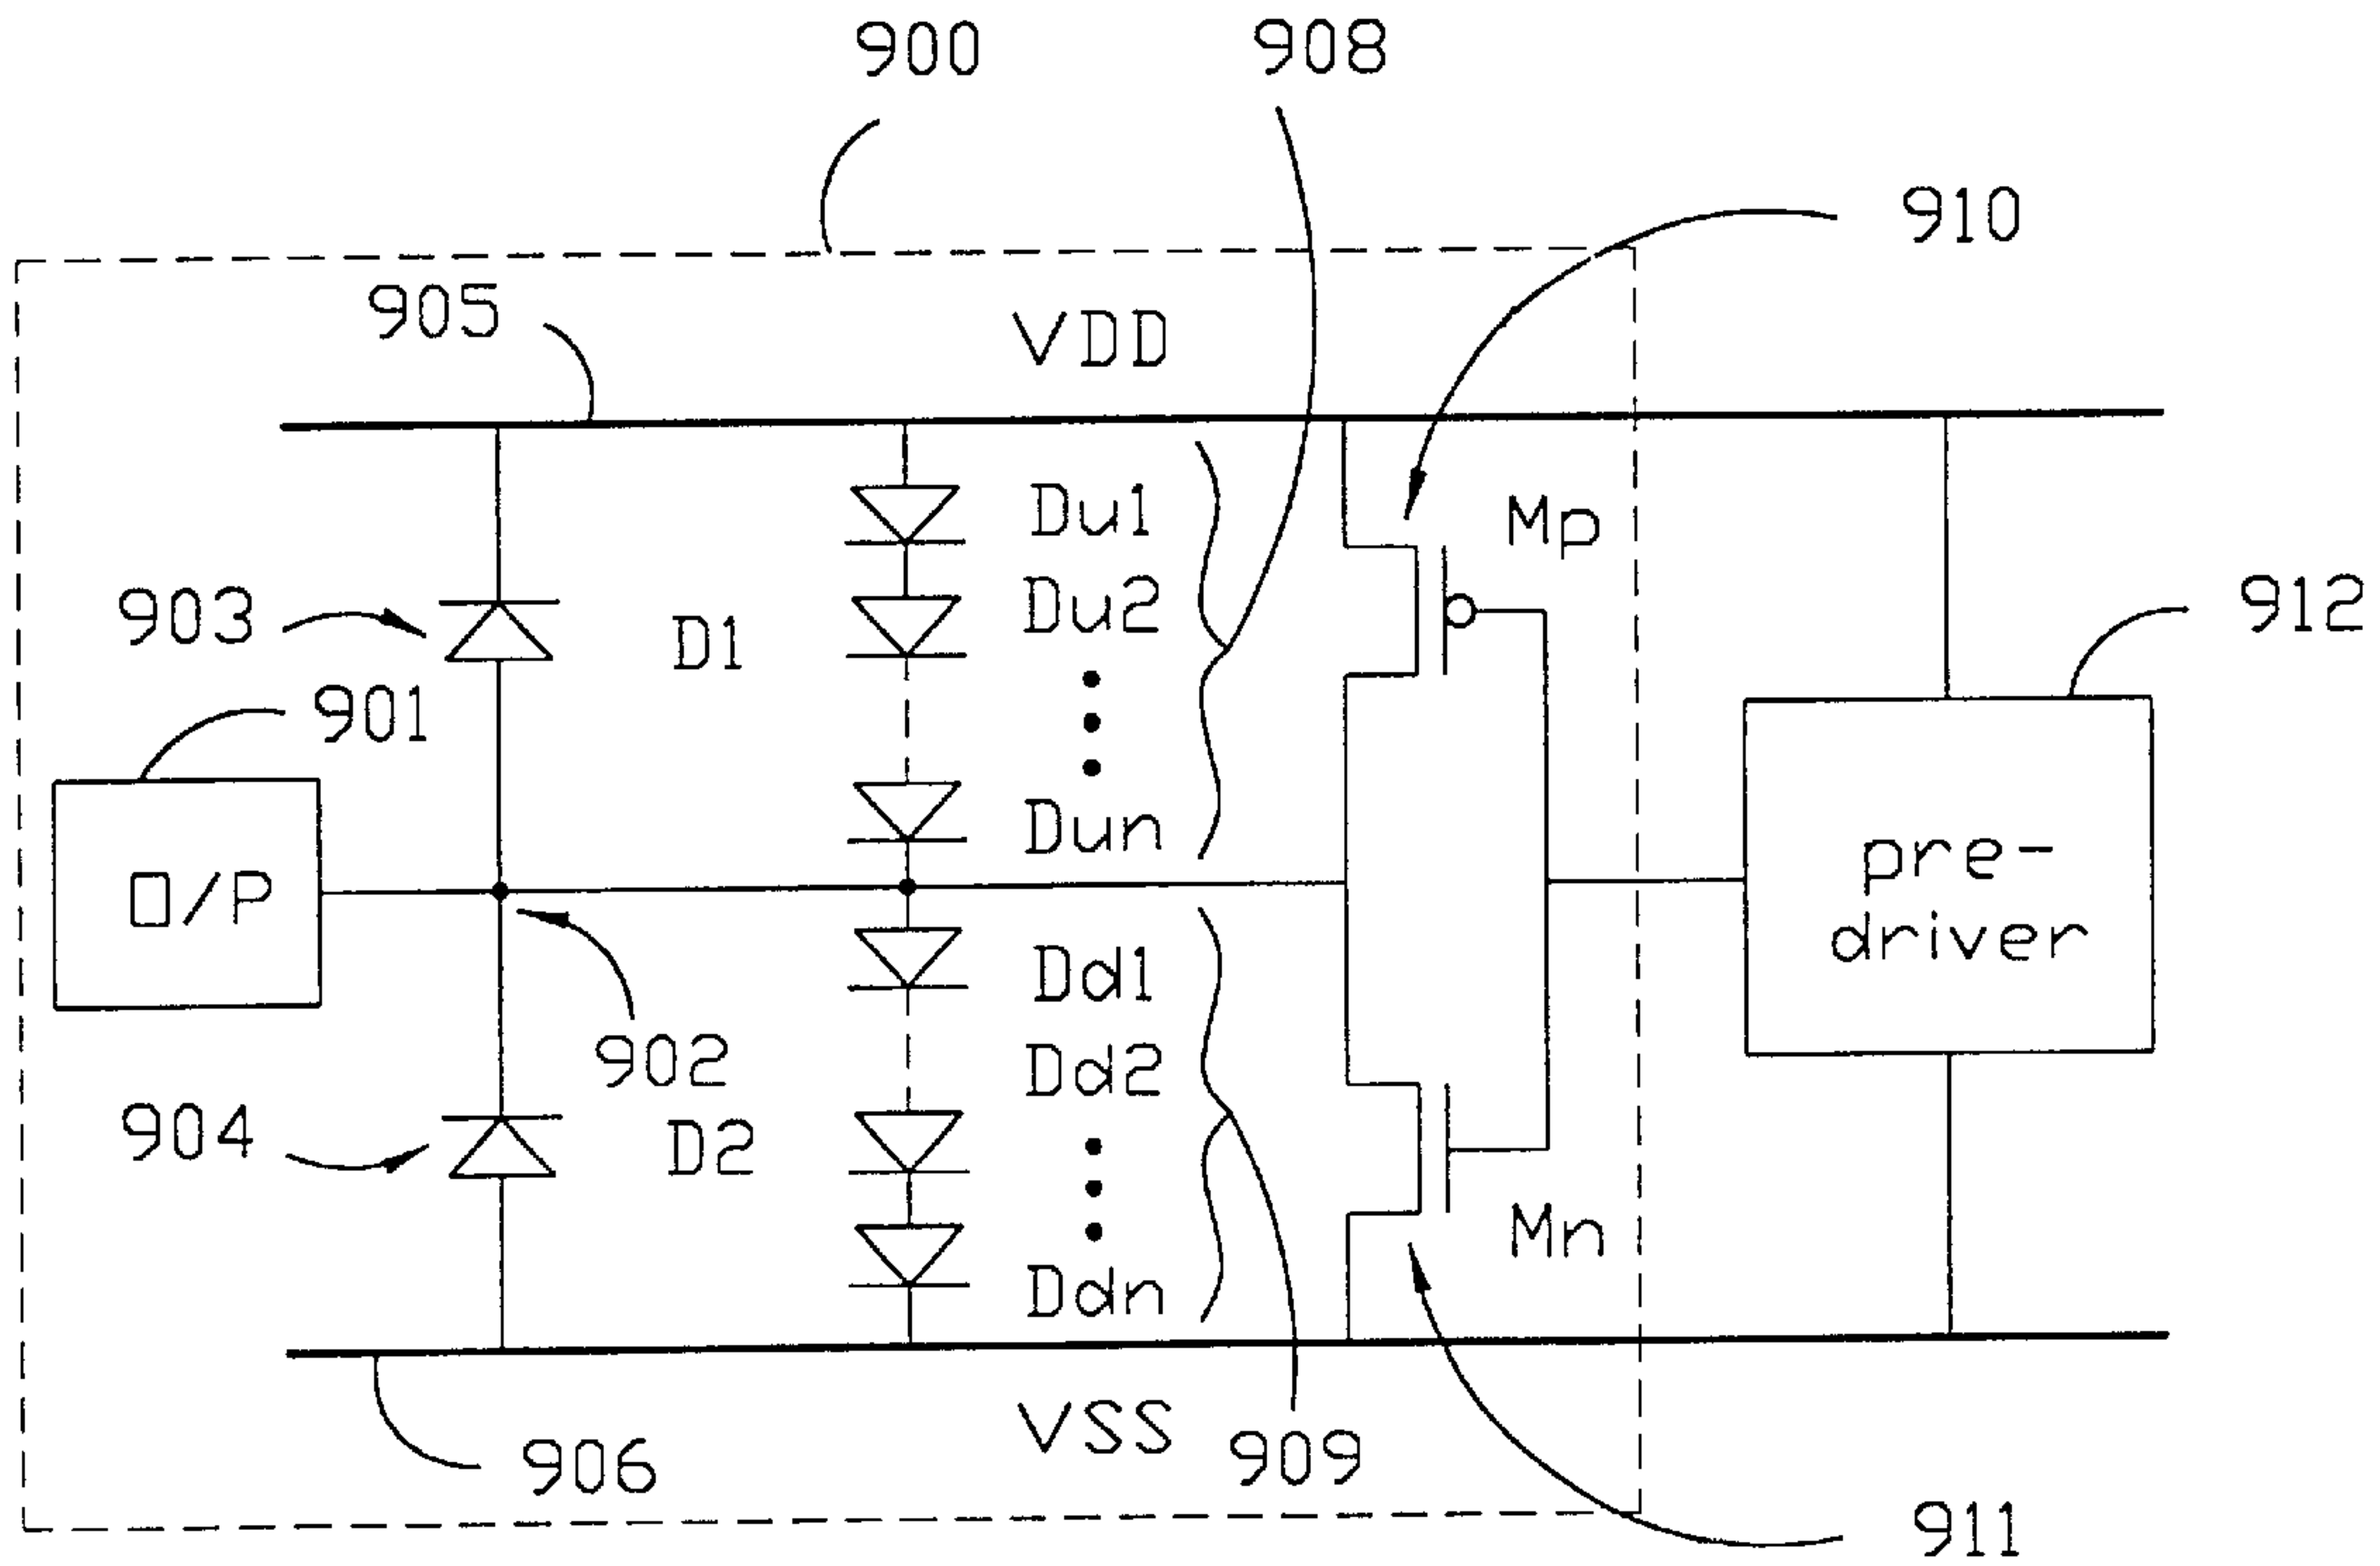 900
908
910
905
VDD
Du1
Mp
903
Du2
912
D1
901
Dun
pre-
driver
O/P
Dd1
902
Dd2
904
D2
Mn
Ddn
VSS
906
909
911